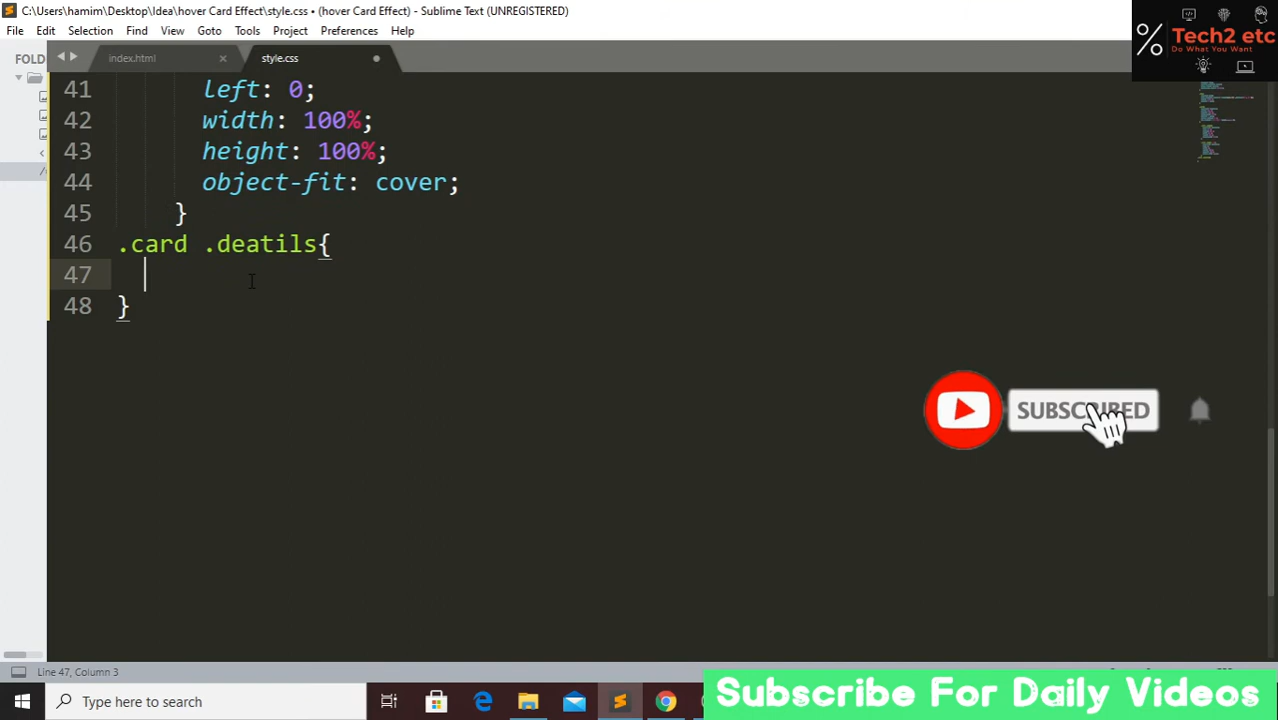 C:\Users\hamim\Desktop\Idea\hover Card Effect\style.css • (hover Card Effect) - Sublime Text (UNREGISTERED)
File Edit Selection Find View Goto Tools Project Preferences Help
Tech2 etc
Do What You Want
FOLD
index.html
style.css
41 left: 0;
42 width: 100%;
43 height: 100%;
44 object-fit: cover;
45 }
46 .card .deatils{
47
48 }
SUBSCRIBED
Line 47, Column 3
Type here to search
Subscribe For Daily Videos